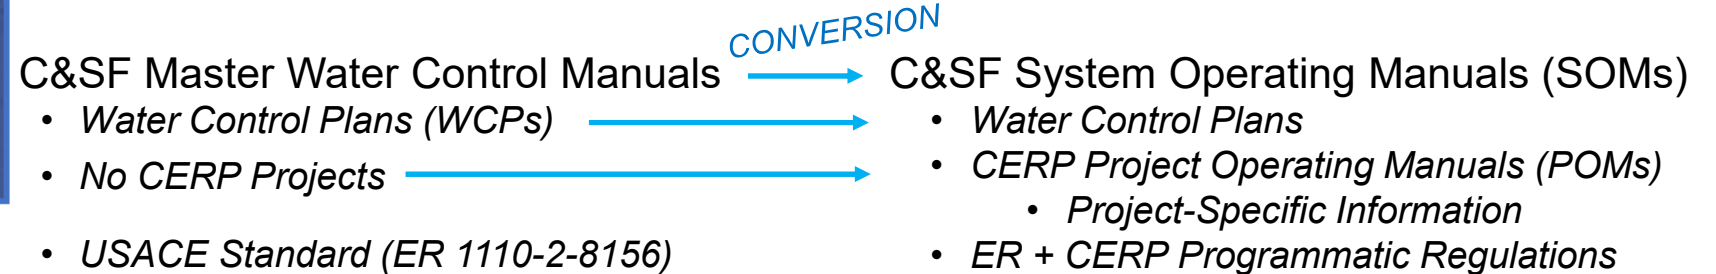 CONVERSION
C&SF Master Water Control Manuals C&SF System Operating Manuals (SOMs)
• Water Control Plans (WCPs) • Water Control Plans
• No CERP Projects • CERP Project Operating Manuals (POMs)
• Project-Specific Information
• USACE Standard (ER 1110-2-8156) • ER + CERP Programmatic Regulations